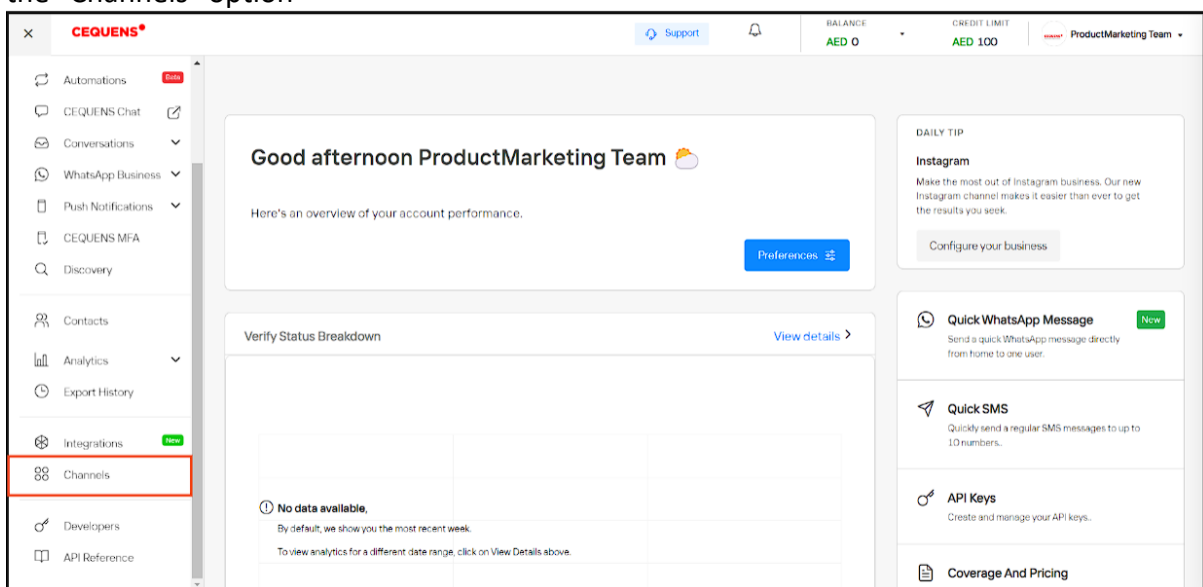 the "Channels" option
CEQUENS
Support
BALANCE
AED 0
CREDIT LIMIT
AED 100
ProductMarketing Team
Automations
Beta
CEQUENS Chat
Conversations
WhatsApp Business
Push Notifications
CEQUENS MFA
Discovery
Contacts
Analytics
Export History
Integrations
New
Channels
Developers
API Reference
Good afternoon ProductMarketing Team
Here's an overview of your account performance.
Preferences
Verify Status Breakdown
View details
No data available,
By default, we show you the most recent week.
To view analytics for a different date range, click on View Details above.
DAILY TIP
Instagram
Make the most out of Instagram business. Our new
Instagram channel makes it easier than ever to get
the results you seek.
Configure your business
Quick WhatsApp Message
New
Send a quick WhatsApp message directly
from home to one user.
Quick SMS
Quickly send a regular SMS messages to up to
10 numbers..
API Keys
Create and manage your API keys..
Coverage And Pricing